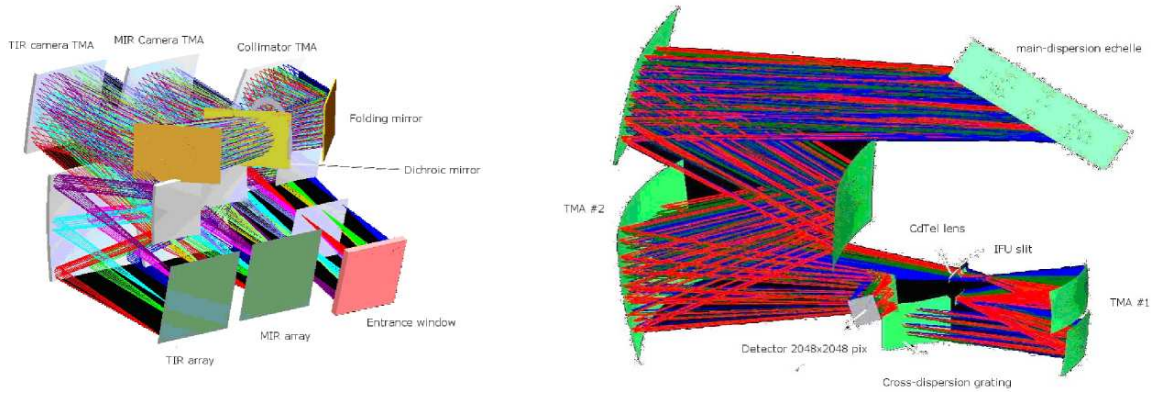 TIR camera TMA
MIR Camera TMA
Collimator TMA
Folding mirror
Dichroic mirror
Entrance window
MIR array
TIR array
main-dispersion echelle
TMA #2
CdTel lens
IFU slit
TMA #1
Detector 2048x2048 pix
Cross-dispersion grating